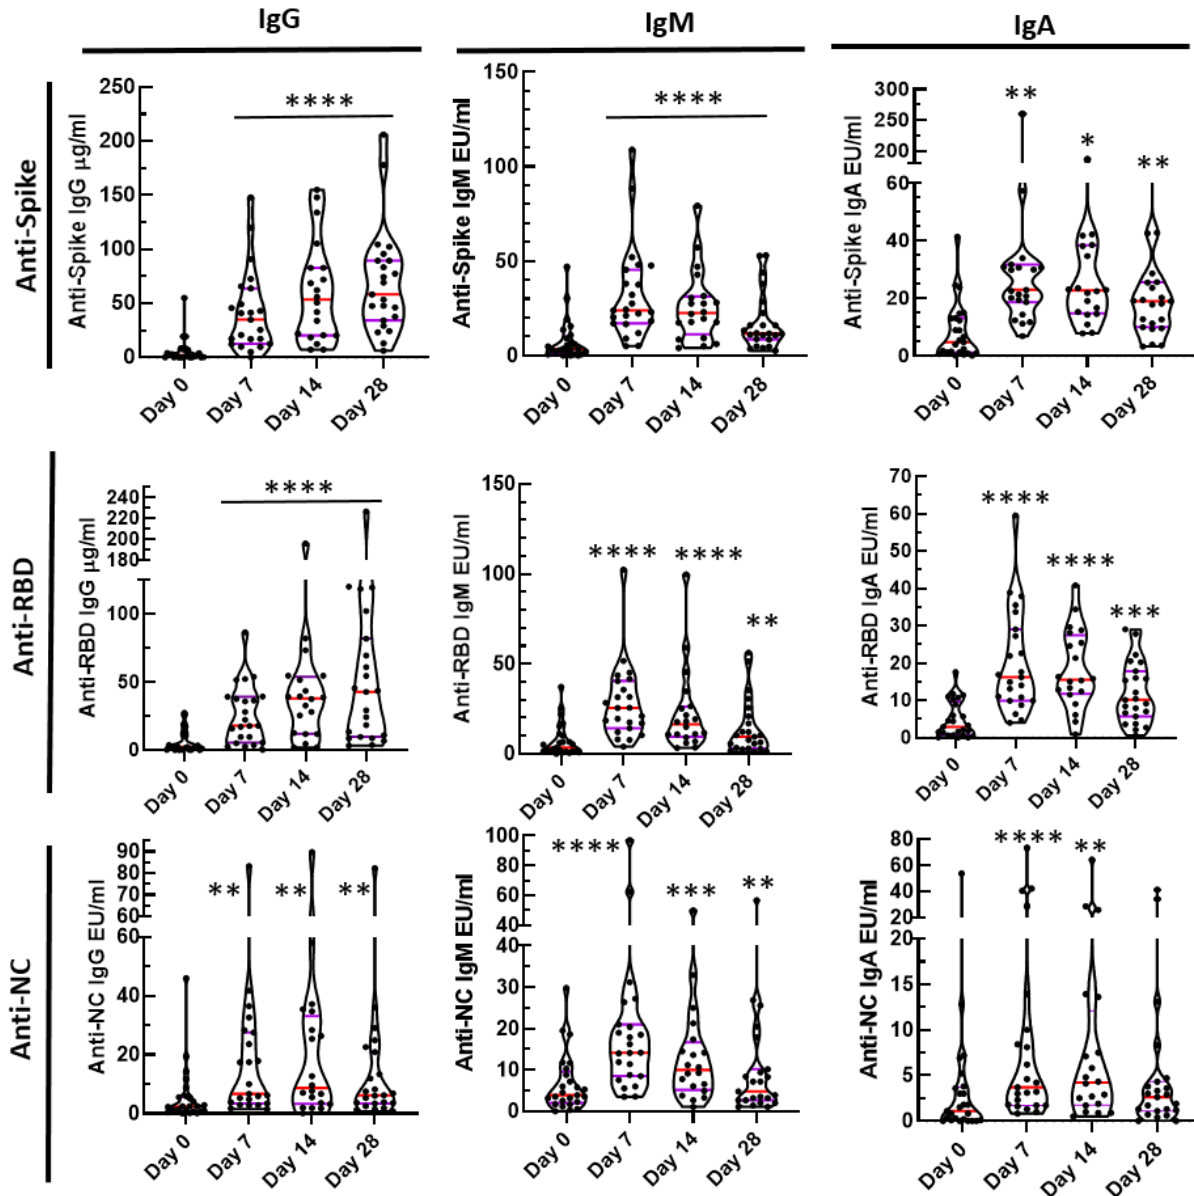 IgG
IgM
IgA
Anti-Spike
Anti-Spike IgG µg/ml
250
200
150
100
50
0
****
Day 0
Day 7
Day 14
Day 28
Anti-Spike IgM EU/ml
150
100
50
0
****
Day 0
Day 7
Day 14
Day 28
Anti-Spike IgA EU/ml
300
250
200
60
40
20
0
**
*
**
Day 0
Day 7
Day 14
Day 28
Anti-RBD
Anti-RBD IgG µg/ml
240
220
200
180
100
50
0
****
Day 0
Day 7
Day 14
Day 28
Anti-RBD IgM EU/ml
150
100
50
0
****
****
**
Day 0
Day 7
Day 14
Day 28
Anti-RBD IgA EU/ml
70
60
50
40
30
20
10
0
****
****
***
Day 0
Day 7
Day 14
Day 28
Anti-NC
Anti-NC IgG EU/ml
90
80
70
60
60
40
20
0
**
**
**
Day 0
Day 7
Day 14
Day 28
Anti-NC IgM EU/ml
100
80
60
40
40
30
20
10
0
****
***
**
Day 0
Day 7
Day 14
Day 28
Anti-NC IgA EU/ml
80
60
40
20
20
15
10
5
0
****
**
Day 0
Day 7
Day 14
Day 28